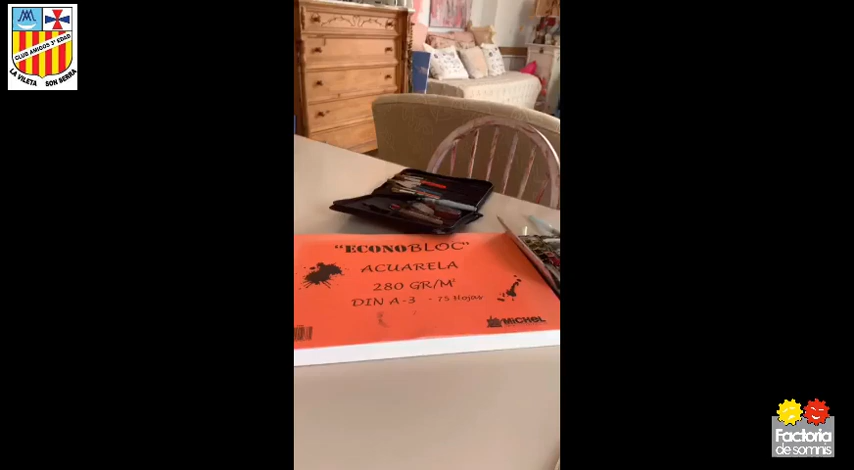 CLUB AMIGOS 3ª EDAD
LA VILETA SON SERRA
"ECONOBLOC"
ACUARELA
280 GR/M²
DIN A-3 - 75 Hojas
MICHEL
Factoria
de somnis